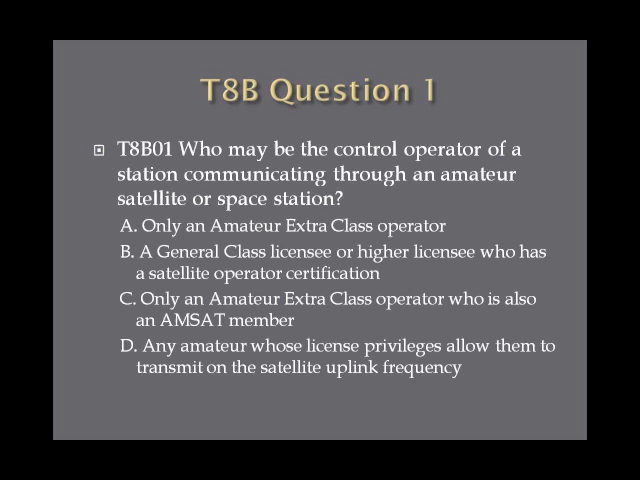 T8B Question 1
T8B01 Who may be the control operator of a
station communicating through an amateur
satellite or space station?
A. Only an Amateur Extra Class operator
B. A General Class licensee or higher licensee who has
a satellite operator certification
C. Only an Amateur Extra Class operator who is also
an AMSAT member
D. Any amateur whose license privileges allow them to
transmit on the satellite uplink frequency